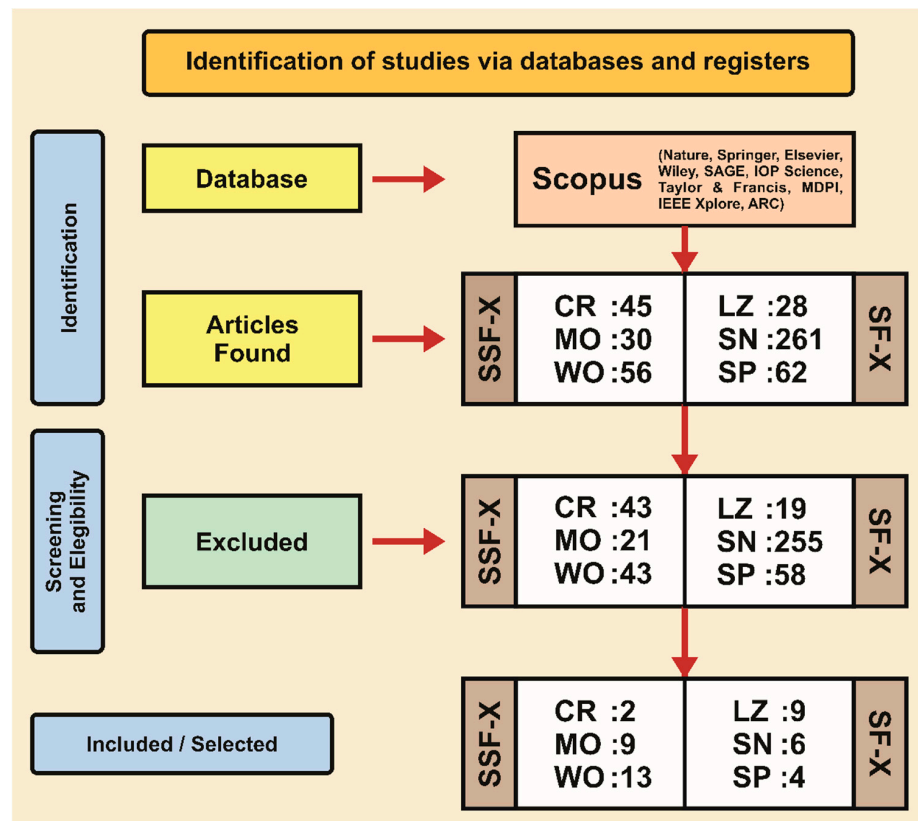 Identification of studies via databases and registers
Identification
Database
Scopus
(Nature, Springer, Elsevier,
Wiley, SAGE, IOP Science,
Taylor & Francis, MDPI,
IEEE Xplore, ARC)
Articles
Found
SSF-X
CR :45
MO :30
WO :56
LZ :28
SN :261
SP :62
SF-X
Screening
and Elegibility
Excluded
SSF-X
CR :43
MO :21
WO :43
LZ :19
SN :255
SP :58
SF-X
Included / Selected
SSF-X
CR :2
MO :9
WO :13
LZ :9
SN :6
SP :4
SF-X